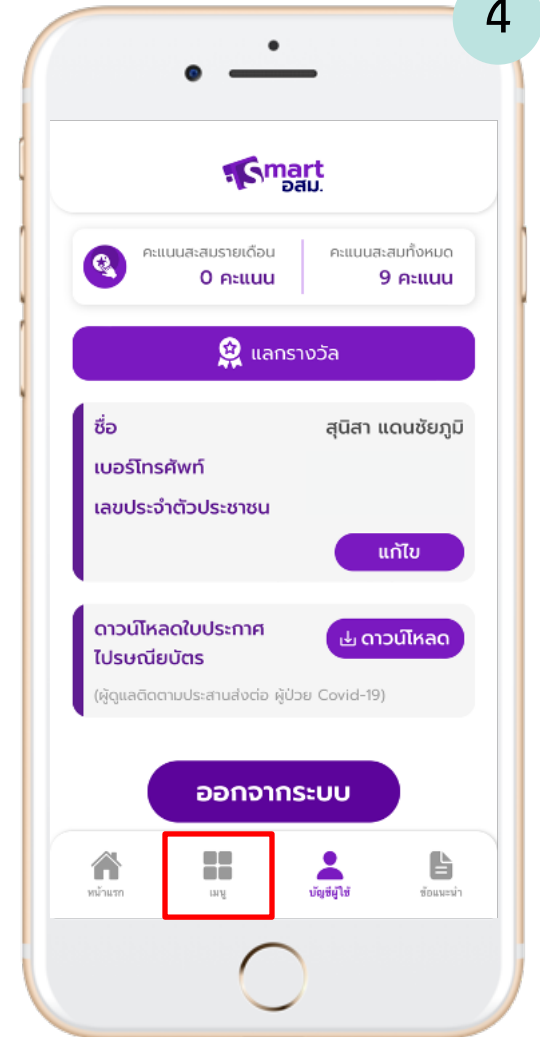 4
Smart
อสม.
คะแนนสะสมรายเดือน
0 คะแนน
คะแนนสะสมทั้งหมด
9 คะแนน
แลกรางวัล
ชื่อ สุนิสา แดนชัยภูมิ
เบอร์โทรศัพท์
เลขประจำตัวประชาชน
แก้ไข
ดาวน์โหลดใบประกาศ
ไปรษณียบัตร
ดาวน์โหลด
(ผู้ดูแลติดตามประสานส่งต่อ ผู้ป่วย Covid-19)
ออกจากระบบ
หน้าแรก เมนู บัญชีผู้ใช้ ข้อแนะนำ